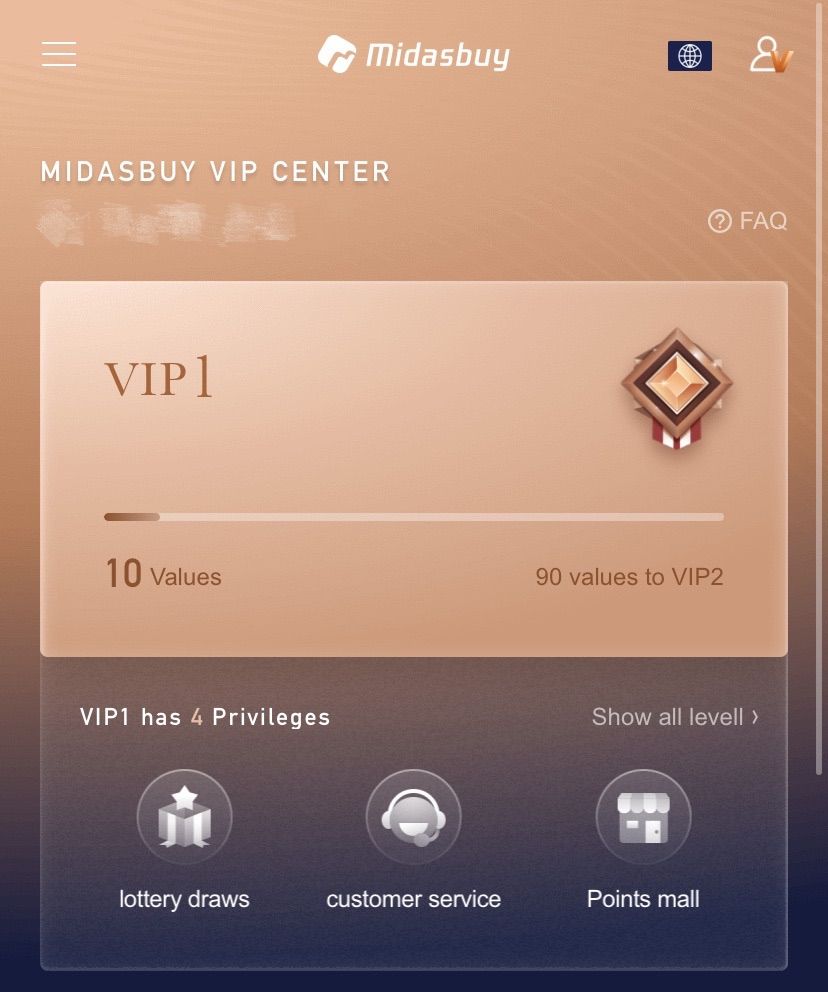 Midasbuy
MIDASBUY VIP CENTER
FAQ
VIP1
10 Values
90 values to VIP2
VIP1 has 4 Privileges
Show all levell ›
lottery draws
customer service
Points mall